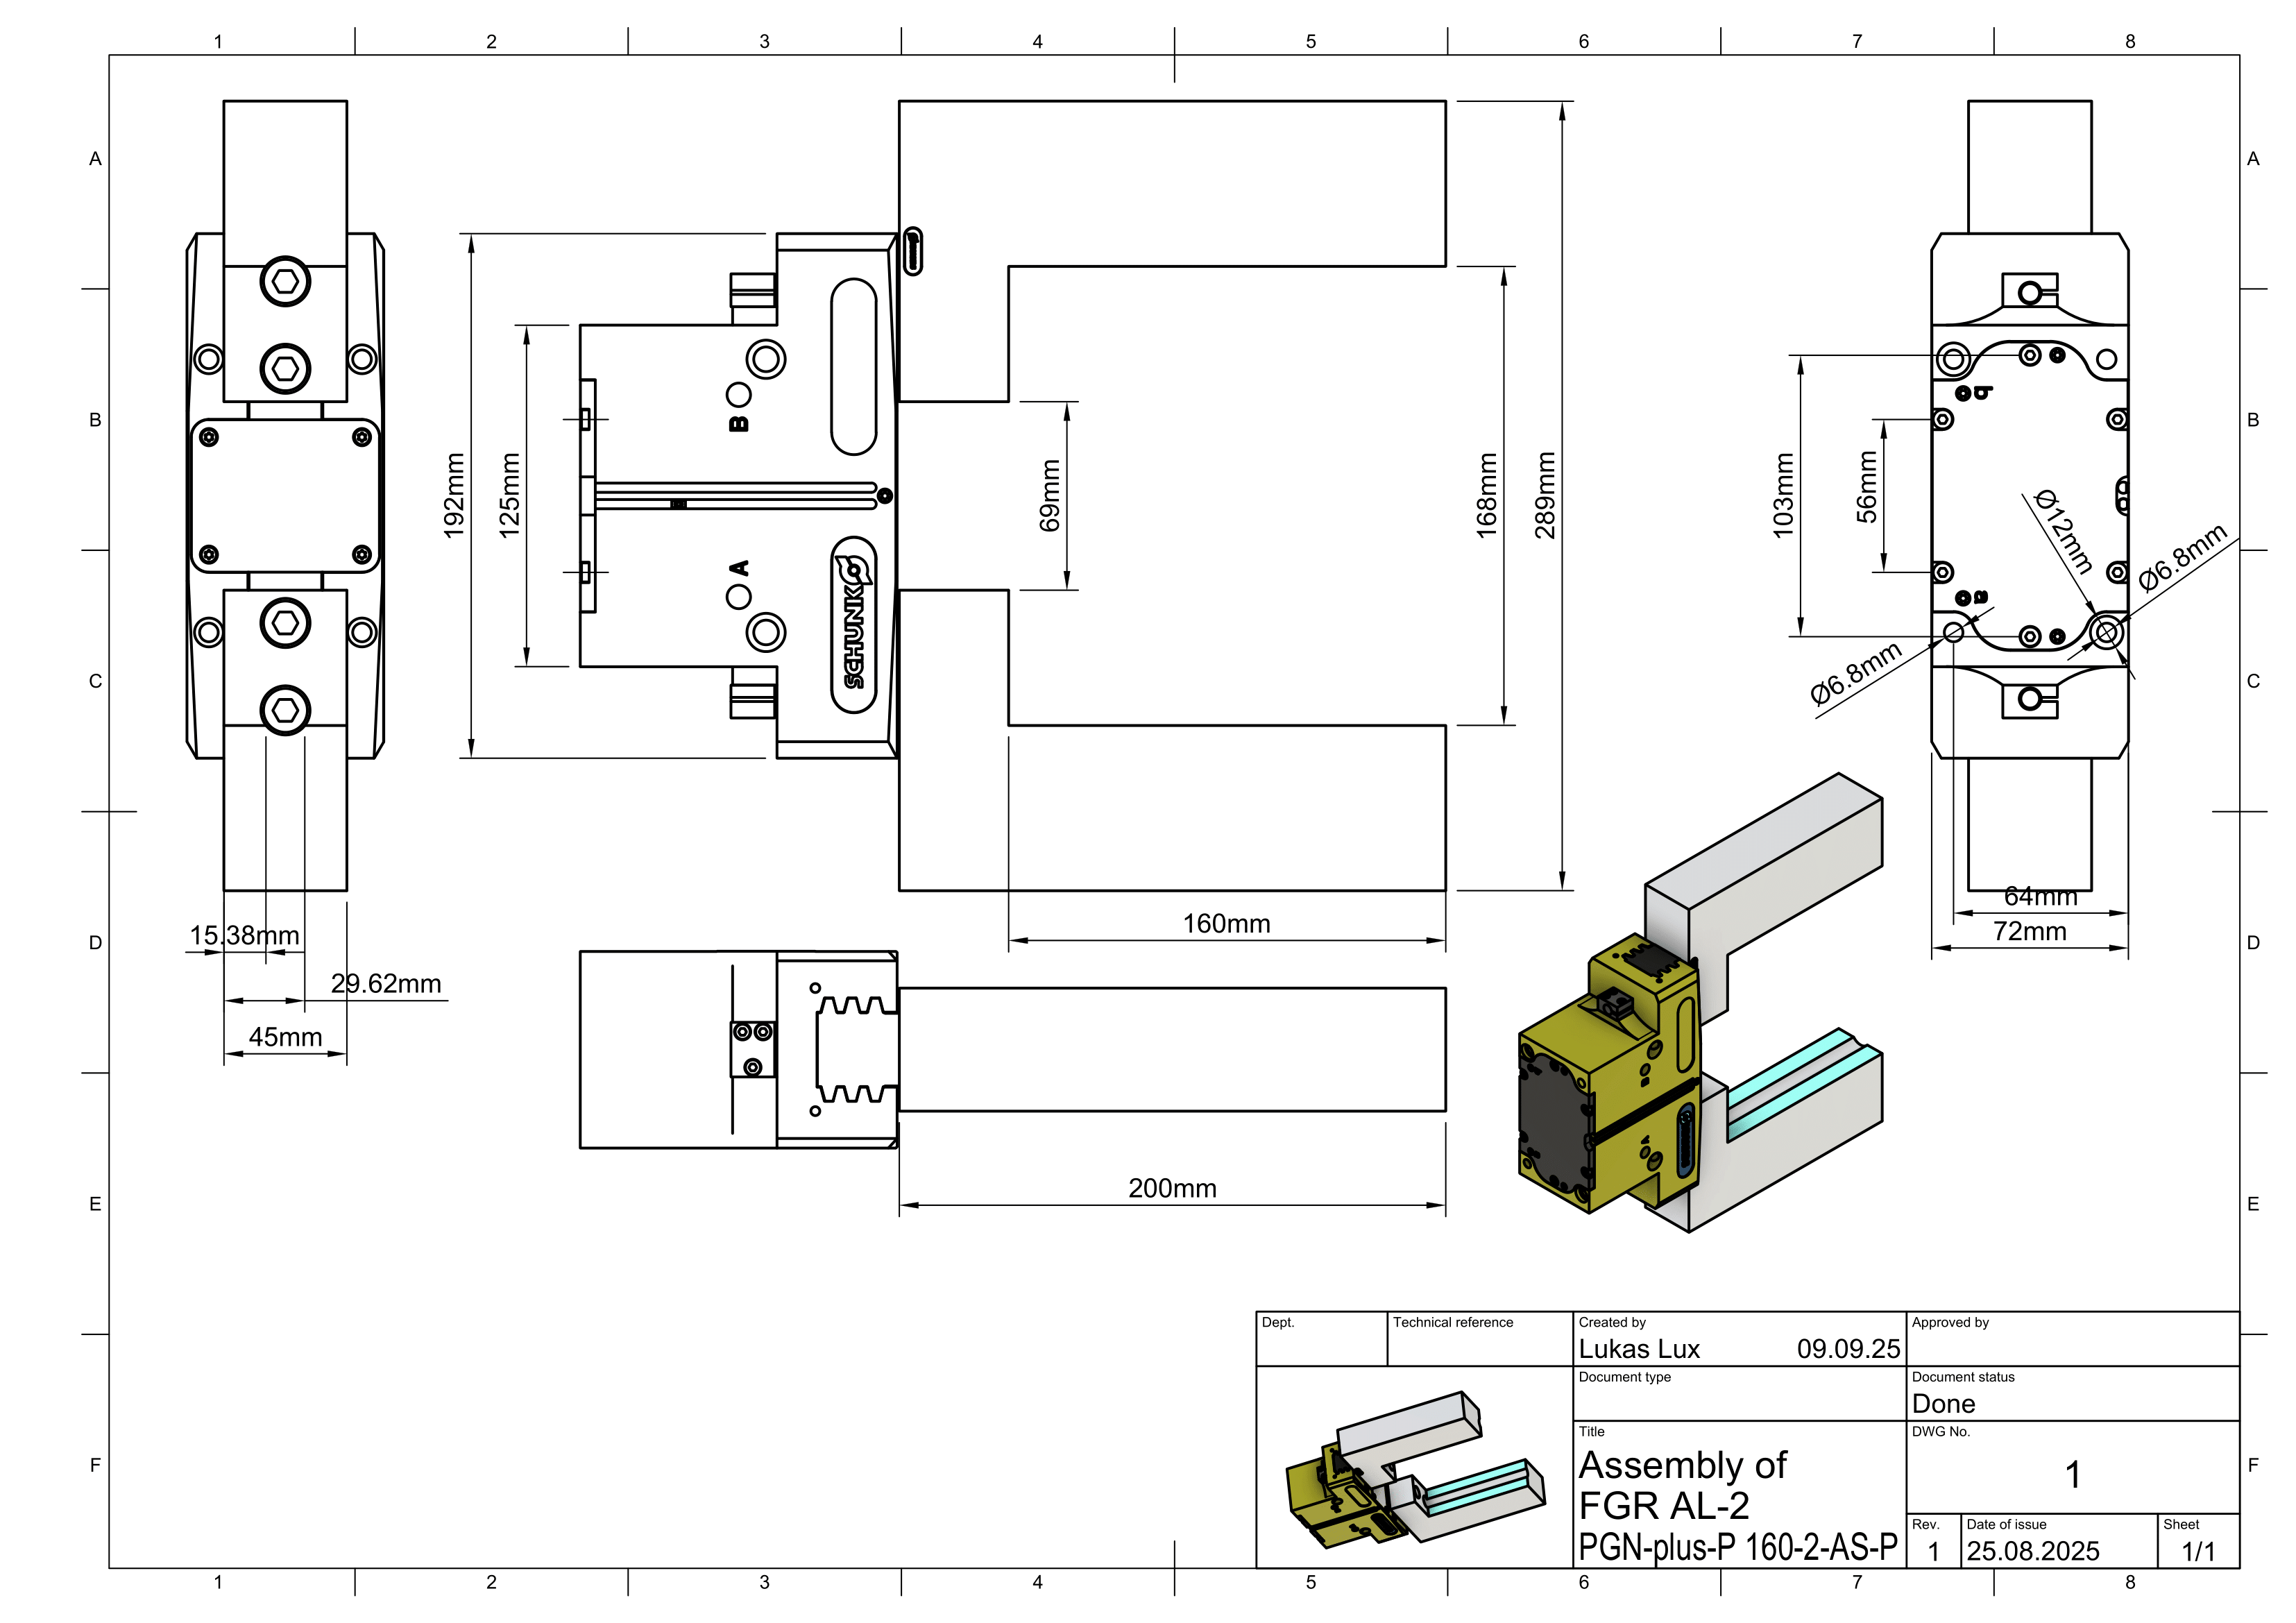 1 2 3 4 5 6 7 8
A A
B B
C C
D D
E E
F F
1 2 3 4 5 6 7 8
15.38mm
29.62mm
45mm
192mm
125mm
B
A
SCHUNK
69mm
168mm
289mm
160mm
200mm
103mm
56mm
b
a
Ø12mm
Ø6.8mm
Ø6.8mm
64mm
72mm
Dept.
Technical reference
Created by
Lukas Lux 09.09.25
Approved by
Document type
Document status
Done
Title
Assembly of
FGR AL-2
PGN-plus-P 160-2-AS-P
DWG No.
1
Rev.
1
Date of issue
25.08.2025
Sheet
1/1